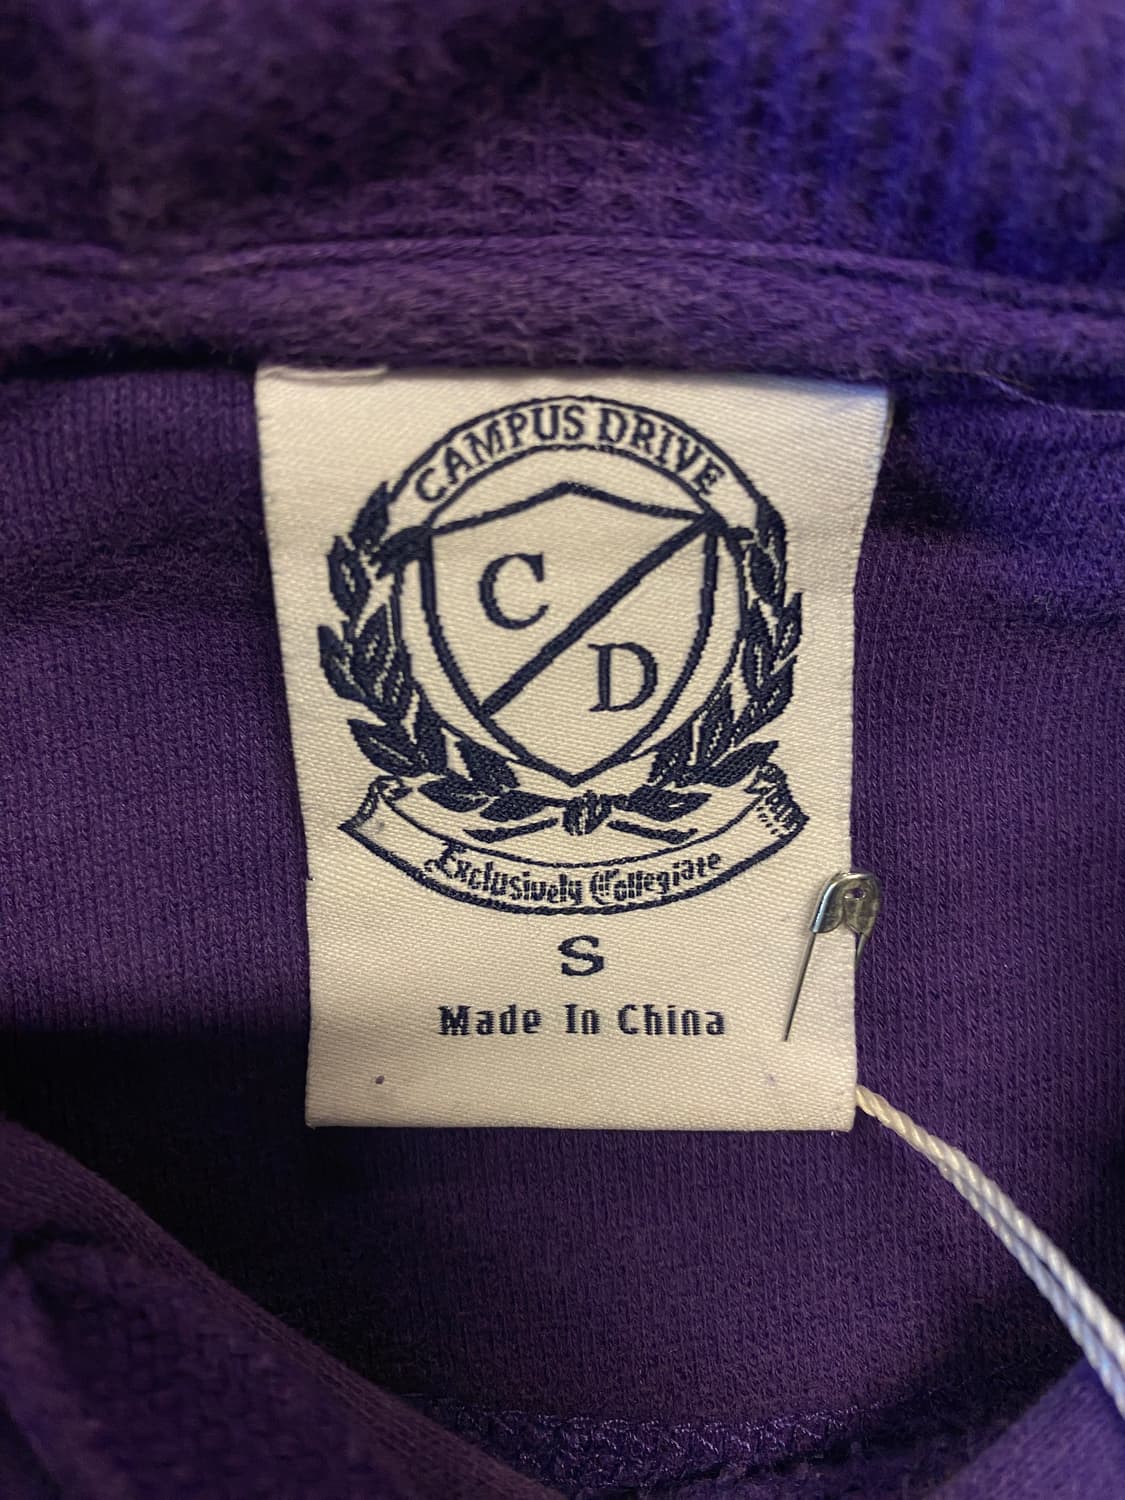 CAMPUS DRIVE
C
D
Exclusively Collegiate
S
Made In China